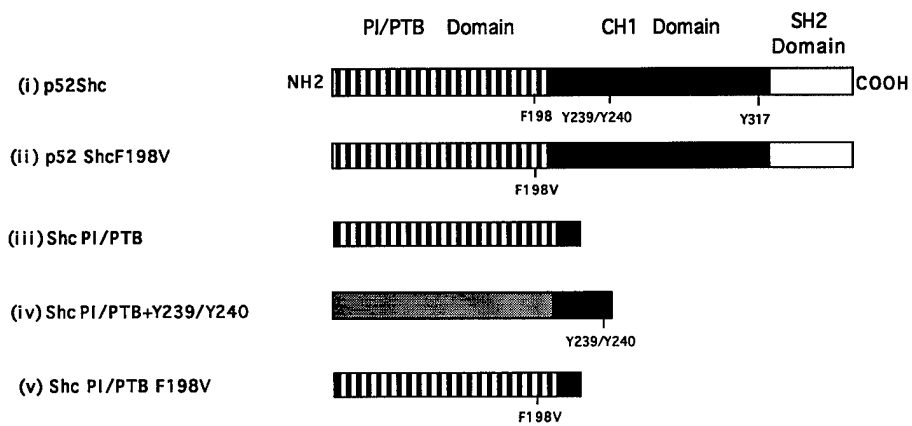 PI/PTB Domain CH1 Domain SH2 Domain
(i) p52Shc NH2 COOH
F198 Y239/Y240 Y317
(ii) p52 ShcF198V
F198V
(iii) Shc PI/PTB
(iv) Shc PI/PTB+Y239/Y240
Y239/Y240
(v) Shc PI/PTB F198V
F198V